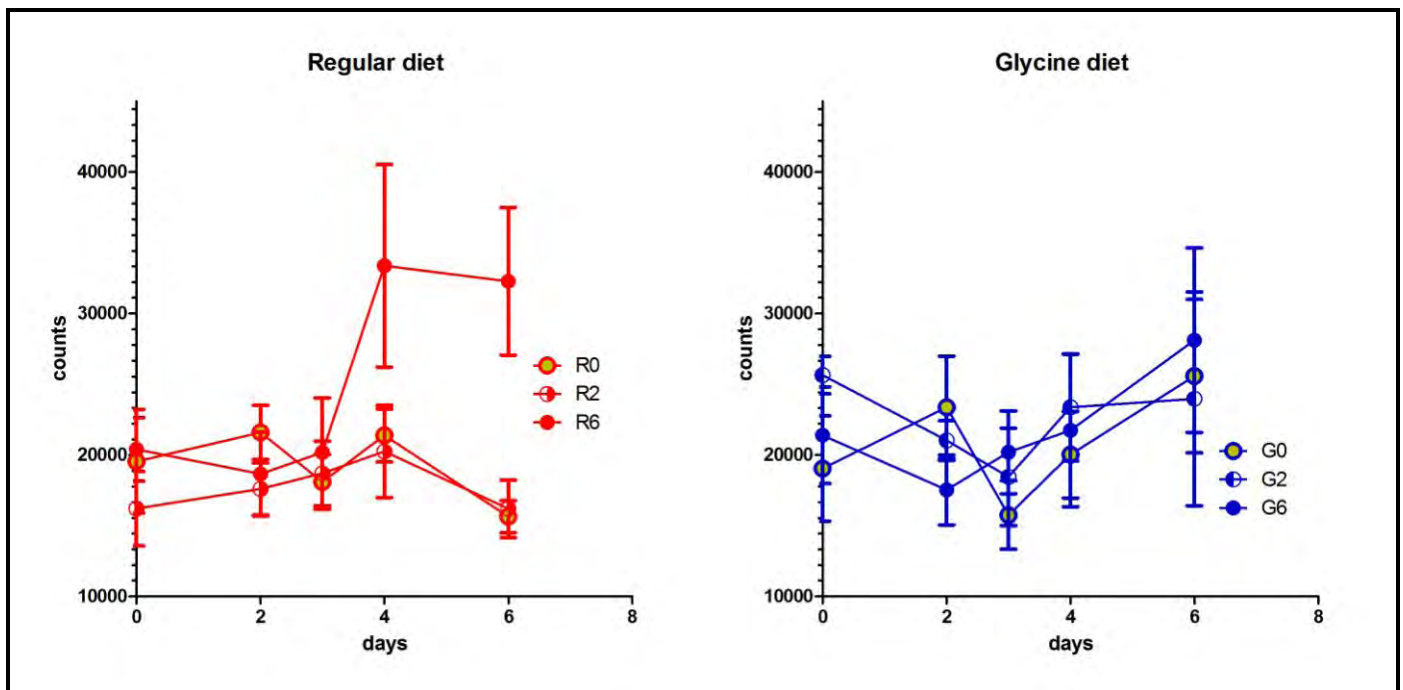 Regular diet
counts
40000
30000
20000
10000
0 2 4 6 8
days
R0
R2
R6
Glycine diet
counts
40000
30000
20000
10000
0 2 4 6 8
days
G0
G2
G6